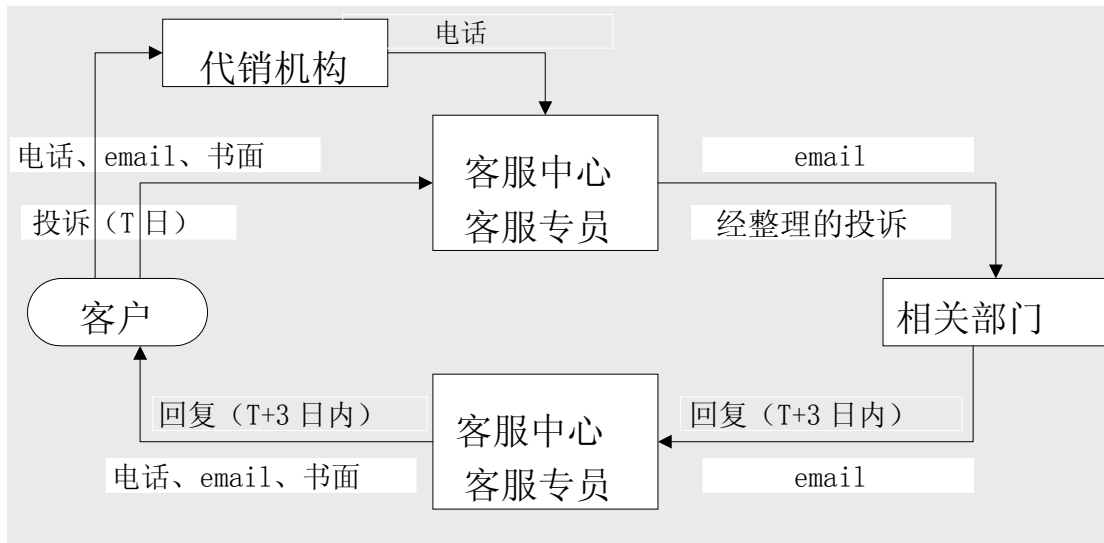 电话
代销机构
电话、email、书面
客服中心
客服专员
email
投诉（T日）
经整理的投诉
客户
相关部门
回复（T+3 日内）
客服中心
客服专员
回复（T+3 日内）
电话、email、书面
email